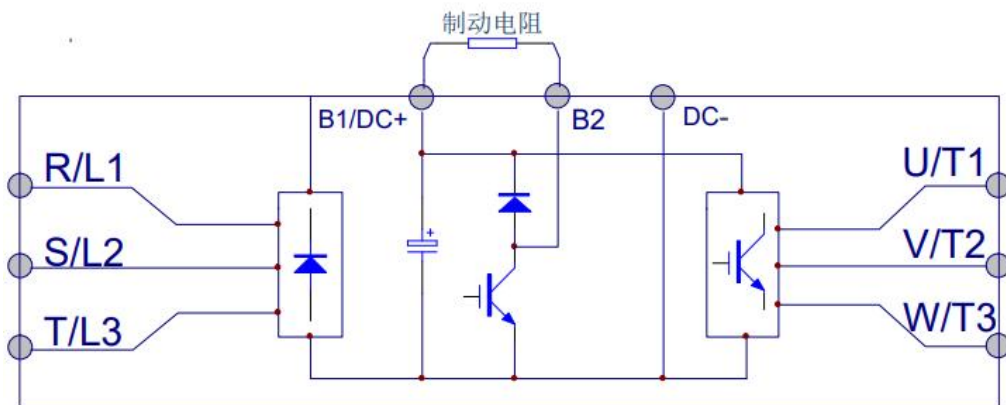 制动电阻
B1/DC+
B2
DC-
R/L1
U/T1
S/L2
V/T2
T/L3
W/T3
+